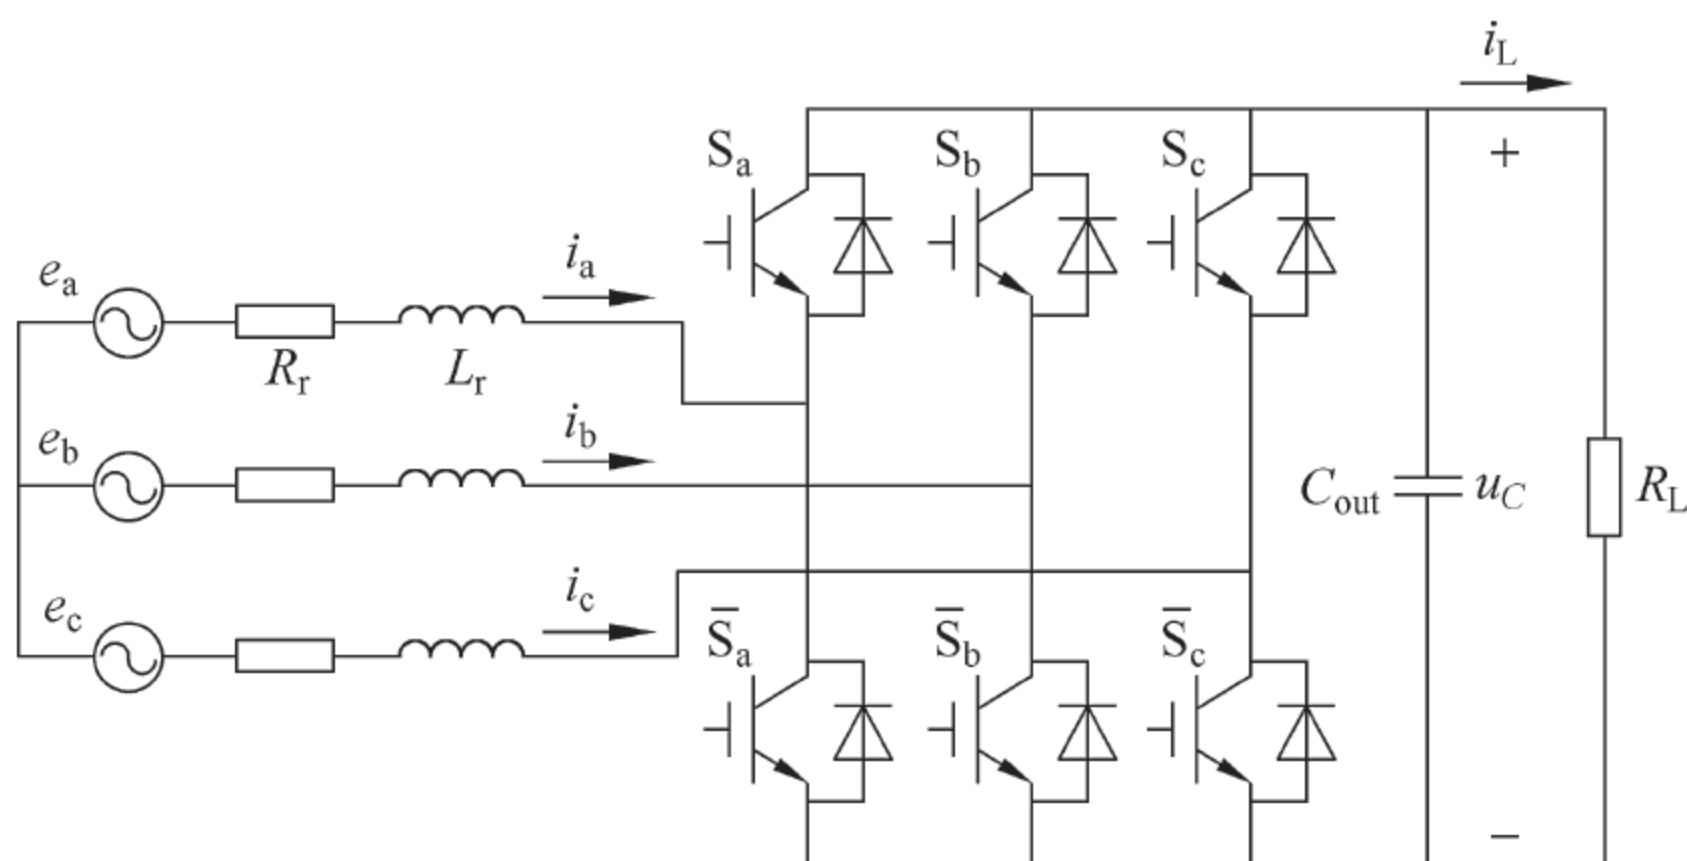 i_L
S_a S_b S_c
+
e_a i_a
R_r L_r
e_b i_b
C_out u_C R_L
e_c i_c
S̅_a S̅_b S̅_c
−